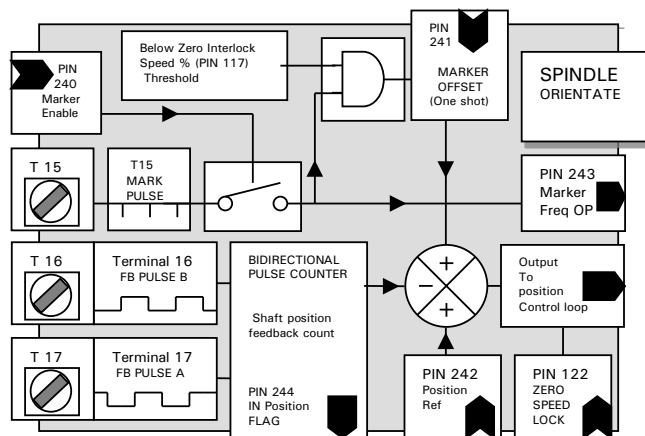 PIN
240
Marker
Enable
Below Zero Interlock
Speed % (PIN 117)
Threshold
PIN
241
MARKER
OFFSET
(One shot)
SPINDLE
ORIENTATE
T 15
T15
MARK
PULSE
PIN 243
Marker
Freq OP
T 16
Terminal 16
FB PULSE B
BIDIRECTIONAL
PULSE COUNTER
Shaft position
feedback count
+
−
+
Output
To
position
Control loop
T 17
Terminal 17
FB PULSE A
PIN 244
IN Position
FLAG
PIN 242
Position
Ref
PIN 122
ZERO
SPEED
LOCK